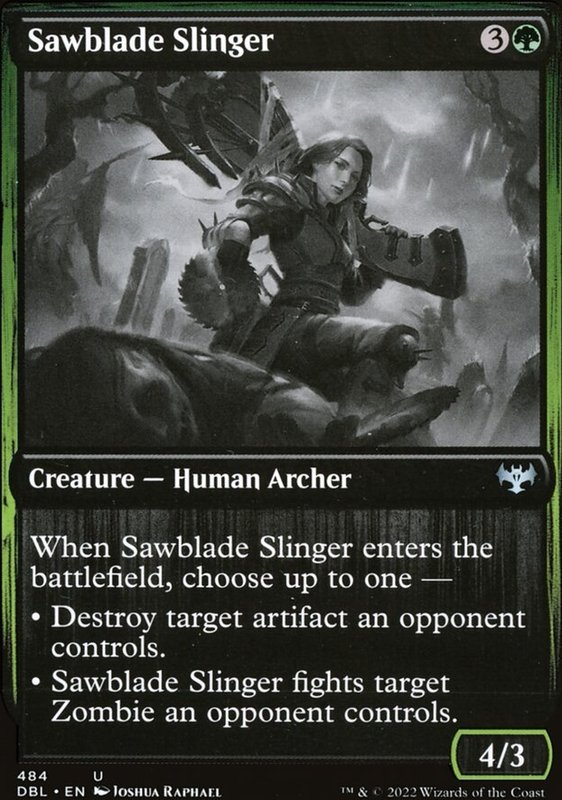 Sawblade Slinger 3
Creature — Human Archer
When Sawblade Slinger enters the
battlefield, choose up to one —
• Destroy target artifact an opponent
controls.
• Sawblade Slinger fights target
Zombie an opponent controls.
4/3
484 U
DBL • EN Joshua Raphael
™ & © 2022 Wizards of the Coast